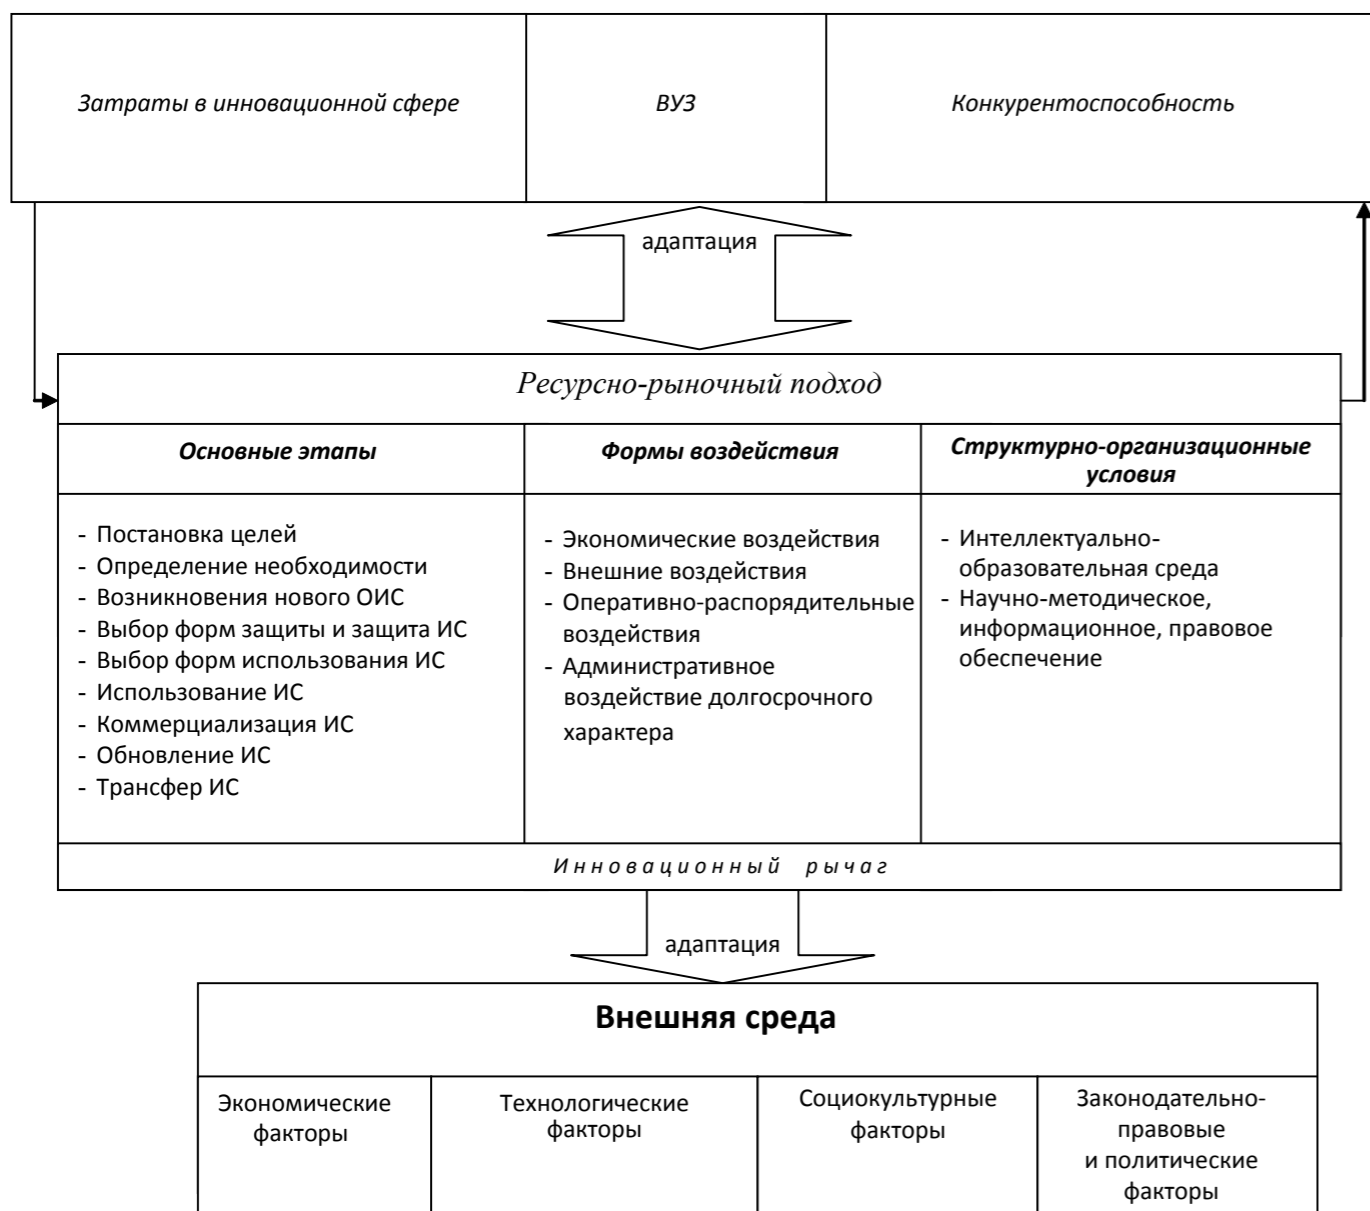 Затраты в инновационной сфере
ВУЗ
Конкурентоспособность
адаптация
Ресурсно-рыночный подход
Основные этапы
Формы воздействия
Структурно-организационные
условия
- Постановка целей
- Определение необходимости
- Возникновения нового ОИС
- Выбор форм защиты и защита ИС
- Выбор форм использования ИС
- Использование ИС
- Коммерциализация ИС
- Обновление ИС
- Трансфер ИС
- Экономические воздействия
- Внешние воздействия
- Оперативно-распорядительные
воздействия
- Административное
воздействие долгосрочного
характера
- Интеллектуально-
образовательная среда
- Научно-методическое,
информационное, правовое
обеспечение
Инновационный рычаг
адаптация
Внешняя среда
Экономические
факторы
Технологические
факторы
Социокультурные
факторы
Законодательно-
правовые
и политические
факторы